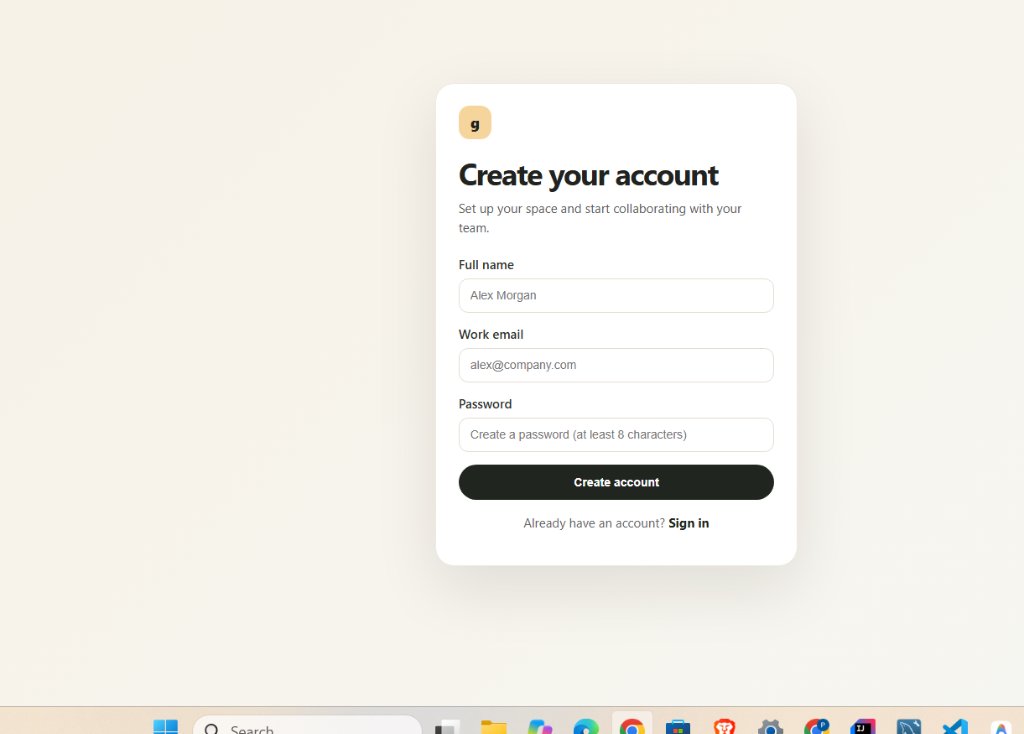 g
Create your account
Set up your space and start collaborating with your
team.
Full name
Alex Morgan
Work email
alex@company.com
Password
Create a password (at least 8 characters)
Create account
Already have an account? Sign in
Search
P
IJ